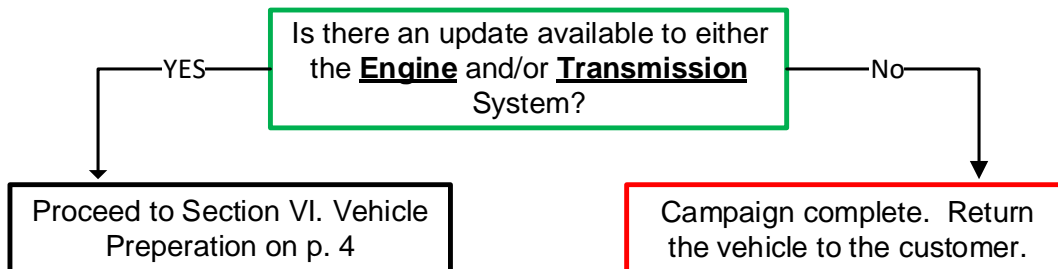 Is there an update available to either
the Engine and/or Transmission
System?
YES
No
Proceed to Section VI. Vehicle
Preperation on p. 4
Campaign complete.  Return
the vehicle to the customer.